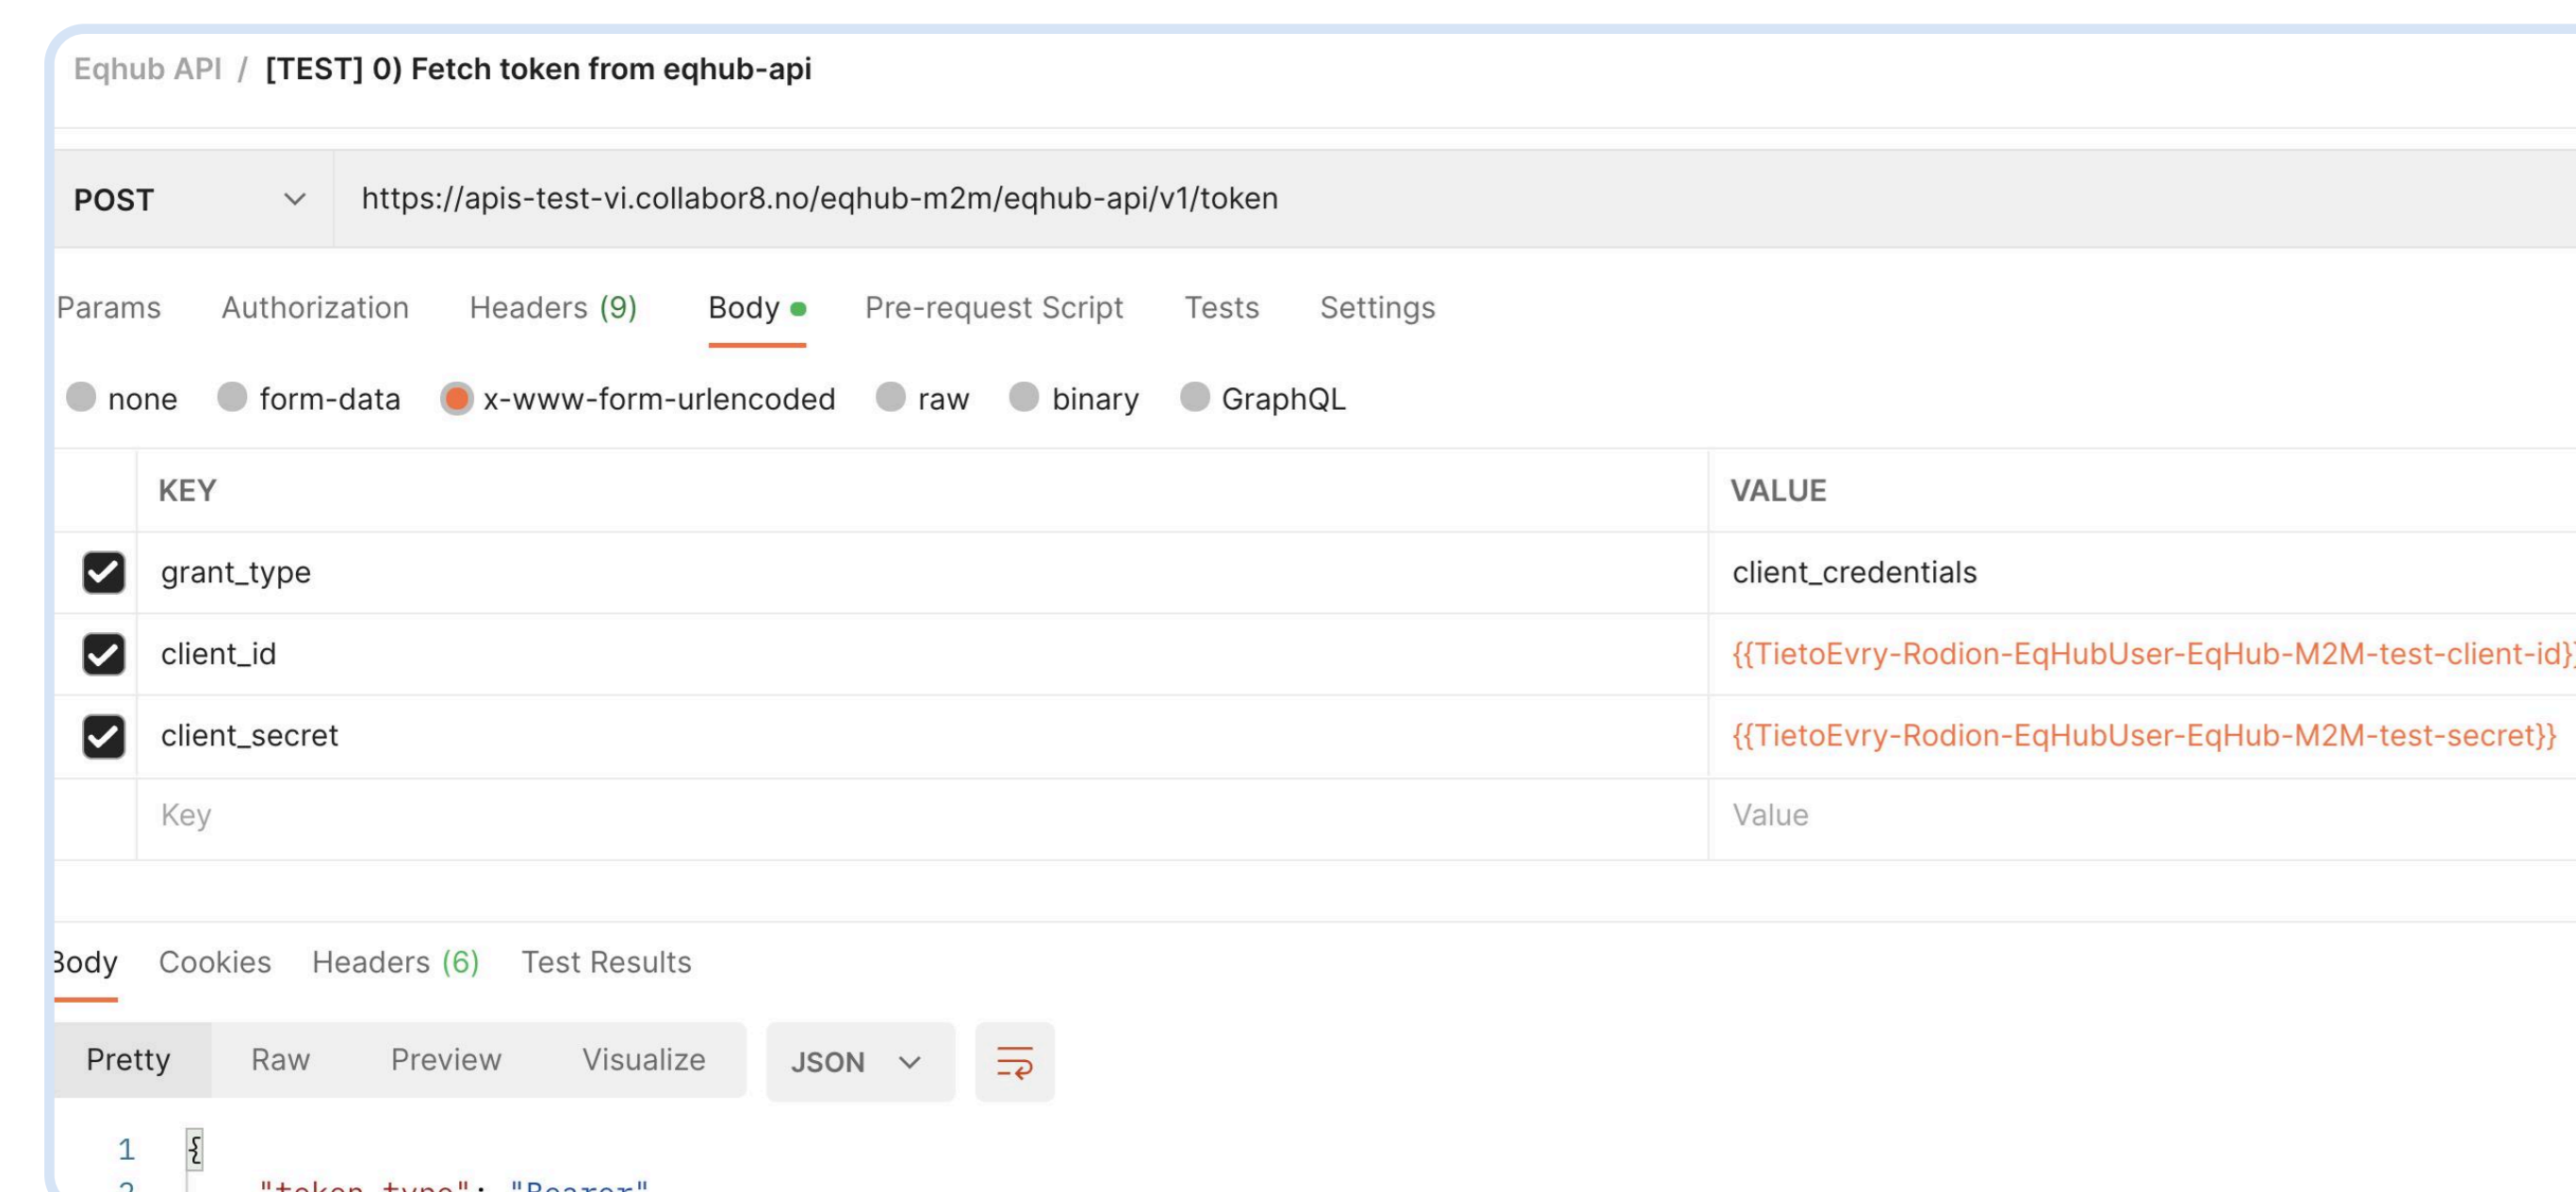 Eqhub API / [TEST] 0) Fetch token from eqhub-api
POST https://apis-test-vi.collabor8.no/eqhub-m2m/eqhub-api/v1/token
Params Authorization Headers (9) Body Pre-request Script Tests Settings
none form-data x-www-form-urlencoded raw binary GraphQL
KEY VALUE
grant_type client_credentials
client_id {{TietoEvry-Rodion-EqHubUser-EqHub-M2M-test-client-id}}
client_secret {{TietoEvry-Rodion-EqHubUser-EqHub-M2M-test-secret}}
Key Value
Body Cookies Headers (6) Test Results
Pretty Raw Preview Visualize JSON
1 {
2 "token_type": "Bearer"